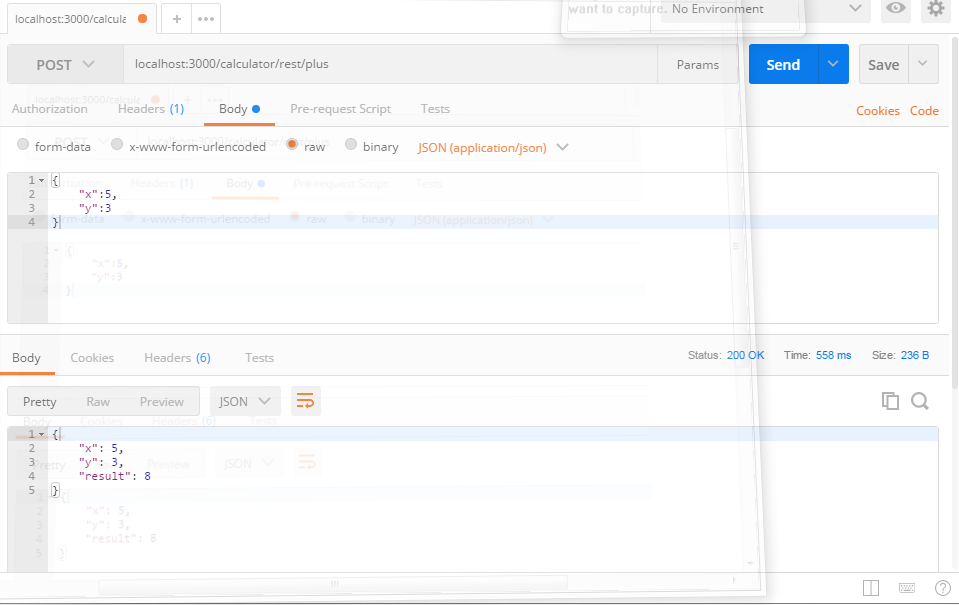 want to capture. No Environment
localhost:3000/calcula + •••
POST localhost:3000/calculator/rest/plus Params Send Save
Authorization Headers (1) Body Pre-request Script Tests Cookies Code
form-data x-www-form-urlencoded raw binary JSON (application/json)
1 {
2 "x":5,
3 "y":3
4 }
Body Cookies Headers (6) Tests Status: 200 OK Time: 558 ms Size: 236 B
Pretty Raw Preview JSON
1 {
2 "x": 5,
3 "y": 3,
4 "result": 8
5 }